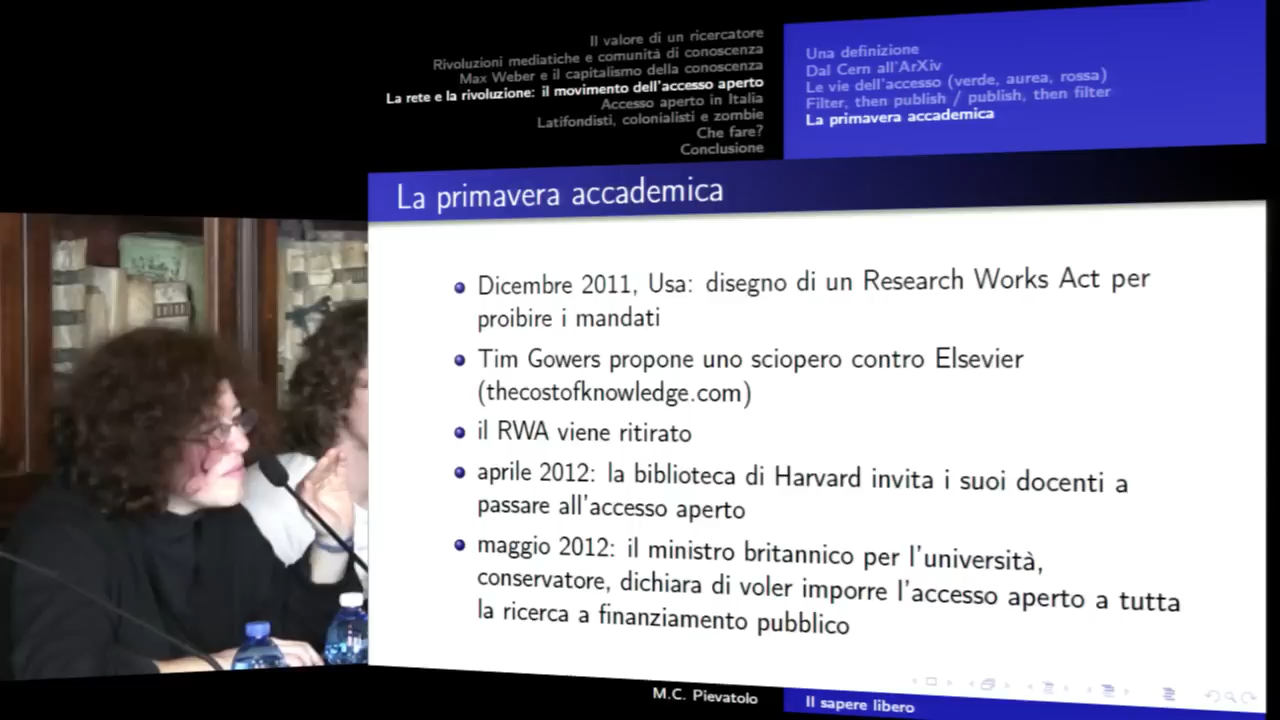 Il valore di un ricercatore
Rivoluzioni mediatiche e comunità di conoscenza
Max Weber e il capitalismo della conoscenza
La rete e la rivoluzione: il movimento dell'accesso aperto
Accesso aperto in Italia
Latifondisti, colonialisti e zombie
Che fare?
Conclusione
Una definizione
Dal Cern all'ArXiv
Le vie dell'accesso (verde, aurea, rossa)
Filter, then publish / publish, then filter
La primavera accademica
La primavera accademica
Dicembre 2011, Usa: disegno di un Research Works Act per
proibire i mandati
Tim Gowers propone uno sciopero contro Elsevier
(thecostofknowledge.com)
il RWA viene ritirato
aprile 2012: la biblioteca di Harvard invita i suoi docenti a
passare all'accesso aperto
maggio 2012: il ministro britannico per l'università,
conservatore, dichiara di voler imporre l'accesso aperto a tutta
la ricerca a finanziamento pubblico
M.C. Pievatolo
Il sapere libero